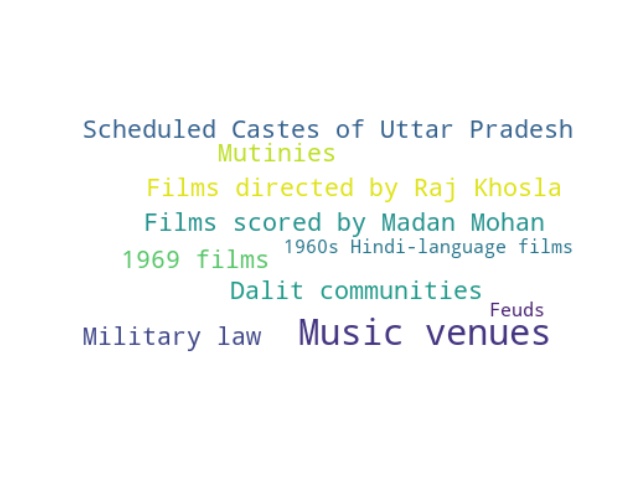 Scheduled Castes of Uttar Pradesh
Mutinies
Films directed by Raj Khosla
Films scored by Madan Mohan
1960s Hindi-language films
1969 films
Dalit communities
Feuds
Military law
Music venues